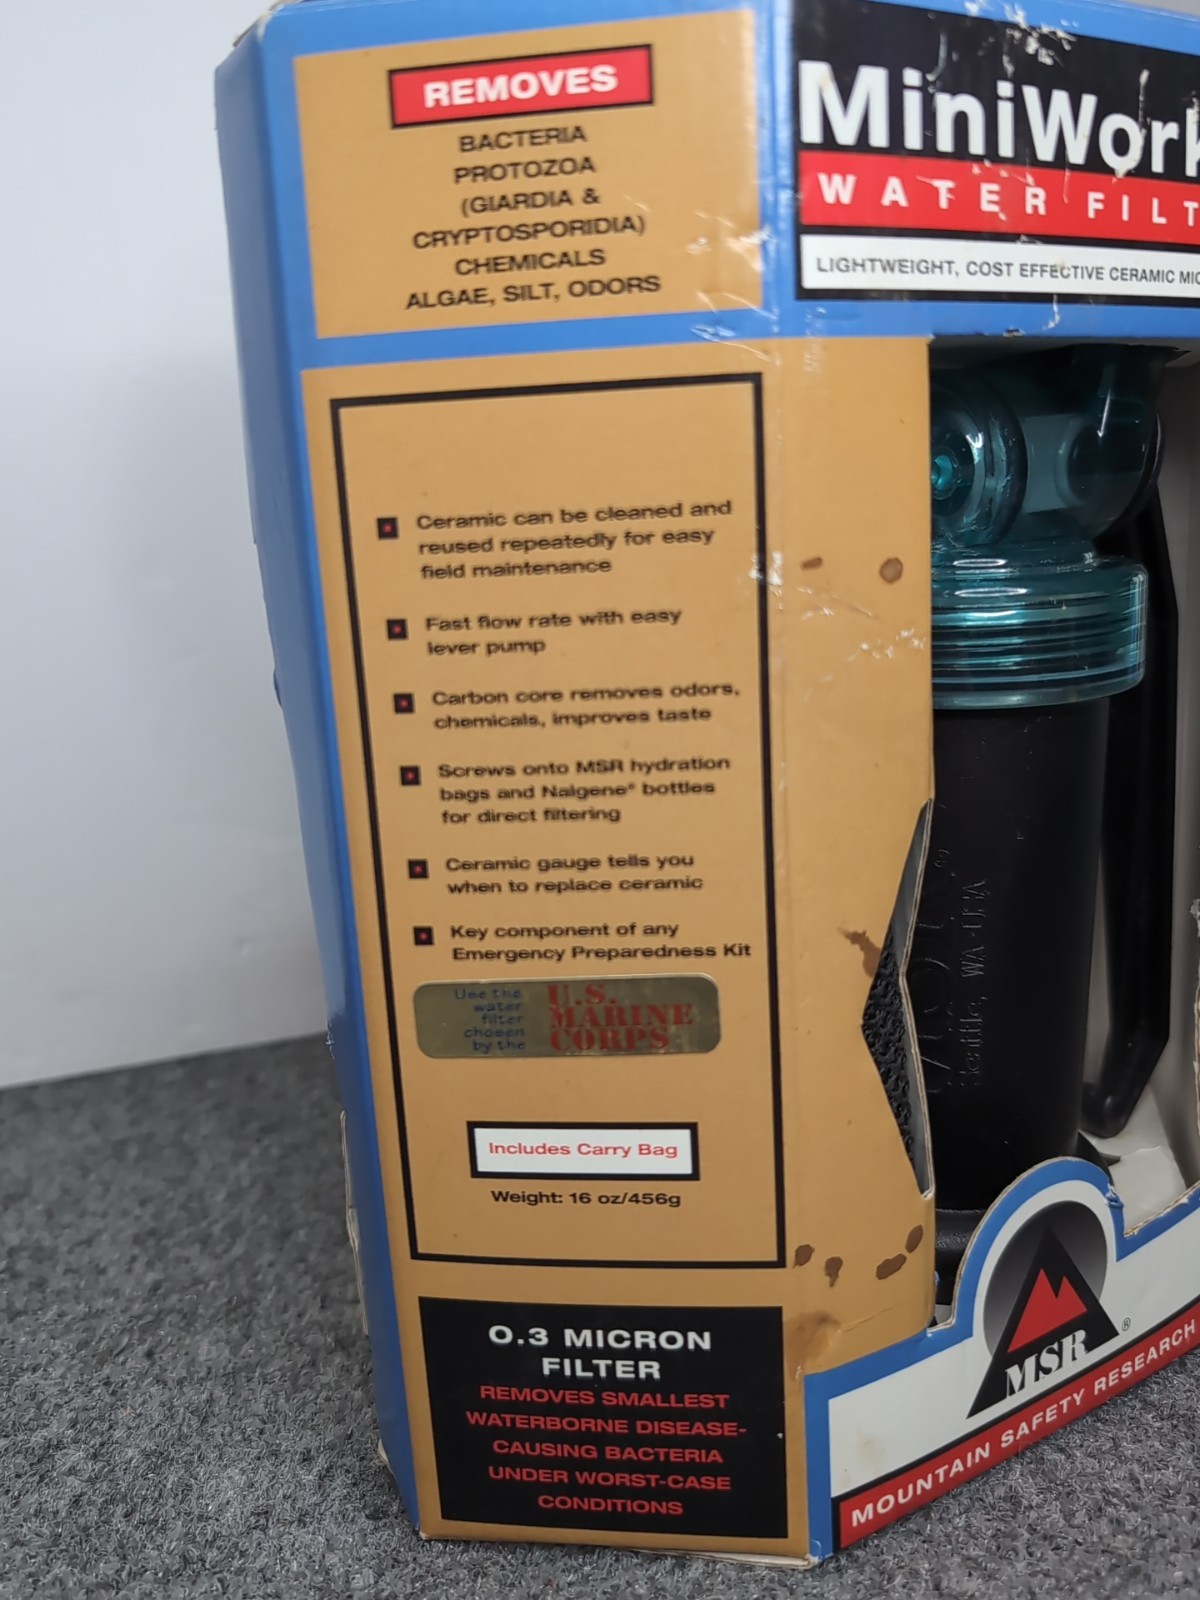 REMOVES
BACTERIA
PROTOZOA
(GIARDIA &
CRYPTOSPORIDIA)
CHEMICALS
ALGAE, SILT, ODORS
Ceramic can be cleaned and
reused repeatedly for easy
field maintenance
Fast flow rate with easy
lever pump
Carbon core removes odors,
chemicals, improves taste
Screws onto MSR hydration
bags and Nalgene® bottles
for direct filtering
Ceramic gauge tells you
when to replace ceramic
Key component of any
Emergency Preparedness Kit
Use the
water
filter
chosen
by the
U.S.
MARINE
CORPS
Includes Carry Bag
Weight: 16 oz/456g
0.3 MICRON
FILTER
REMOVES SMALLEST
WATERBORNE DISEASE-
CAUSING BACTERIA
UNDER WORST-CASE
CONDITIONS
MiniWork
WATER FILT
LIGHTWEIGHT, COST EFFECTIVE CERAMIC MIC
Seattle, WA-USA
MSR®
MOUNTAIN SAFETY RESEARCH